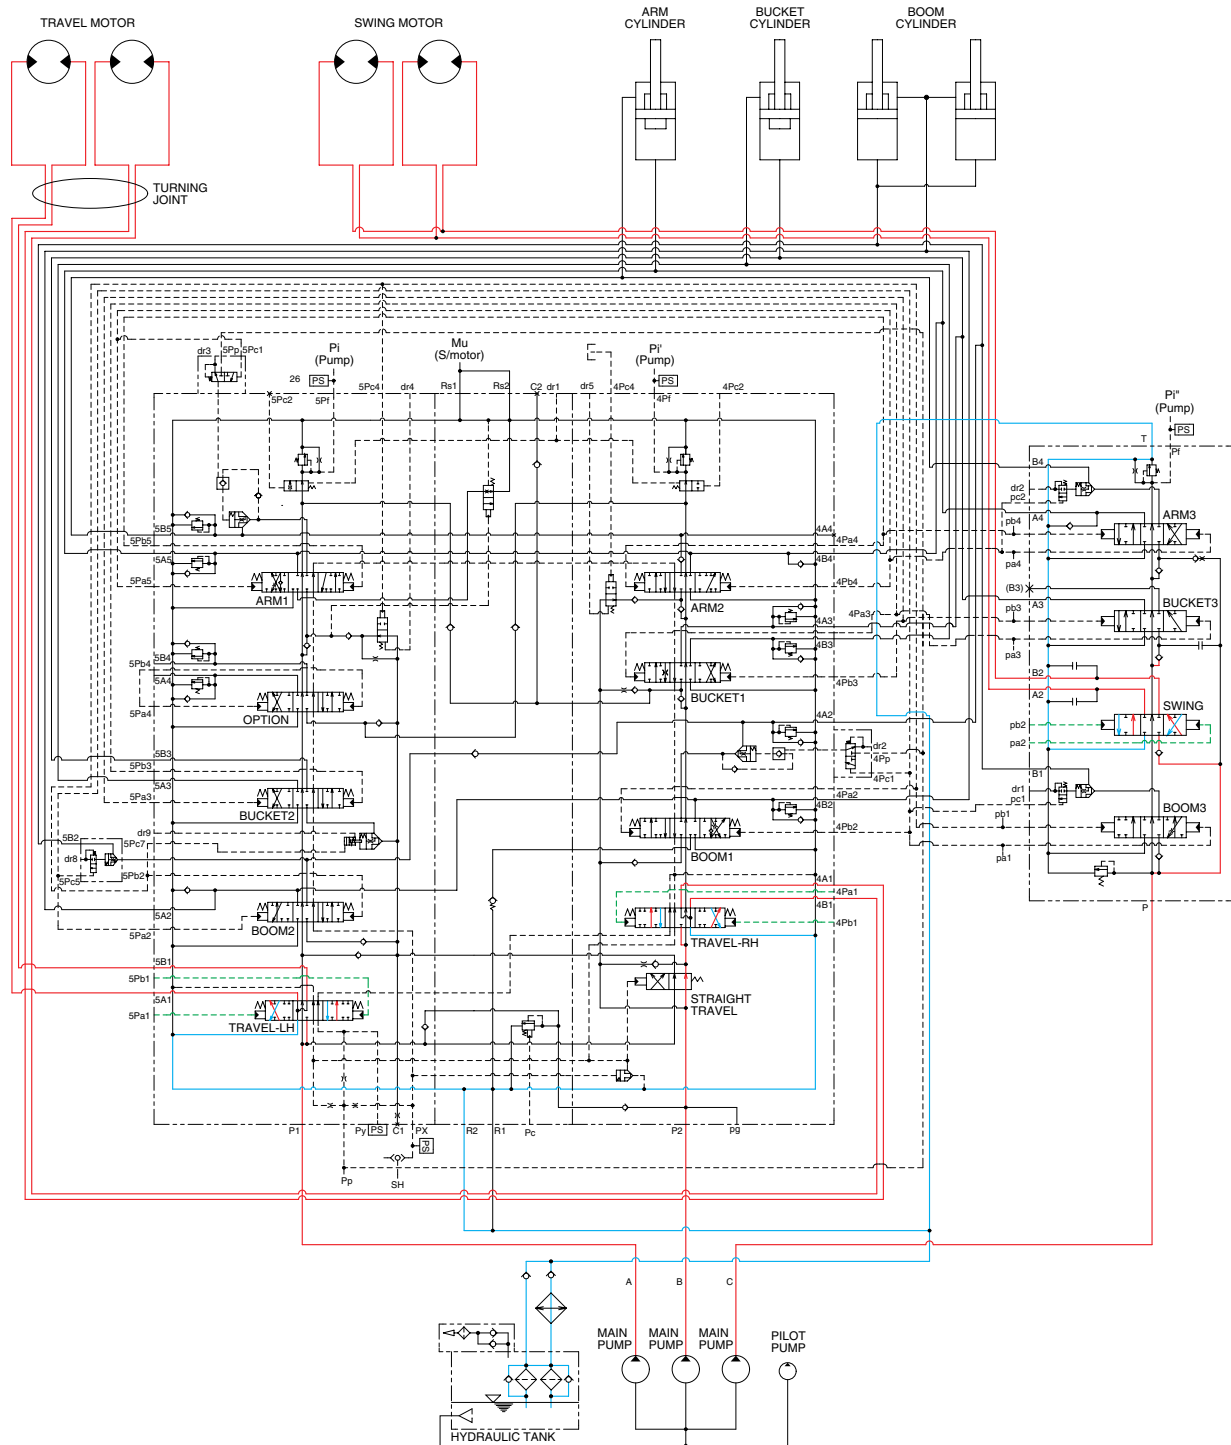 TRAVEL MOTOR
SWING MOTOR
ARM
CYLINDER
BUCKET
CYLINDER
BOOM
CYLINDER
TURNING
JOINT
dr3
5Pp
5Pc1
Pi
(Pump)
Mu
(S/motor)
Pi'
(Pump)
26
PS
PS
5Pc2
5Pf
5Pc4
dr4
Rs1
Rs2
C2
dr1
dr5
4Pc4
4Pf
4Pc2
Pi"
(Pump)
PS
T
Pf
B4
dr2
pc2
A4
pb4
ARM3
pa4
(B3)
A3
pb3
BUCKET3
pa3
B2
A2
pb2
SWING
pa2
B1
dr1
pc1
pb1
BOOM3
pa1
P
5B5
5Pb5
5A5
5Pa5
ARM1
4A4
4Pa4
4B4
4Pb4
ARM2
4Pa3
4A3
4B3
4Pb3
BUCKET1
5B4
5Pb4
5A4
5Pa4
OPTION
4A2
dr2
4Pp
4Pc1
4Pa2
4B2
4Pb2
BOOM1
5B3
5Pb3
5A3
5Pa3
BUCKET2
5B2
dr9
5Pc7
dr8
5Pc5
5Pb2
5A2
5Pa2
BOOM2
4A1
4Pa1
4B1
4Pb1
TRAVEL-RH
5B1
5Pb1
5A1
5Pa1
TRAVEL-LH
STRAIGHT
TRAVEL
P1
Py
PS
C1
PX
PS
R2
R1
Pc
P2
pg
Pp
SH
A
B
C
MAIN
PUMP
MAIN
PUMP
MAIN
PUMP
PILOT
PUMP
HYDRAULIC TANK